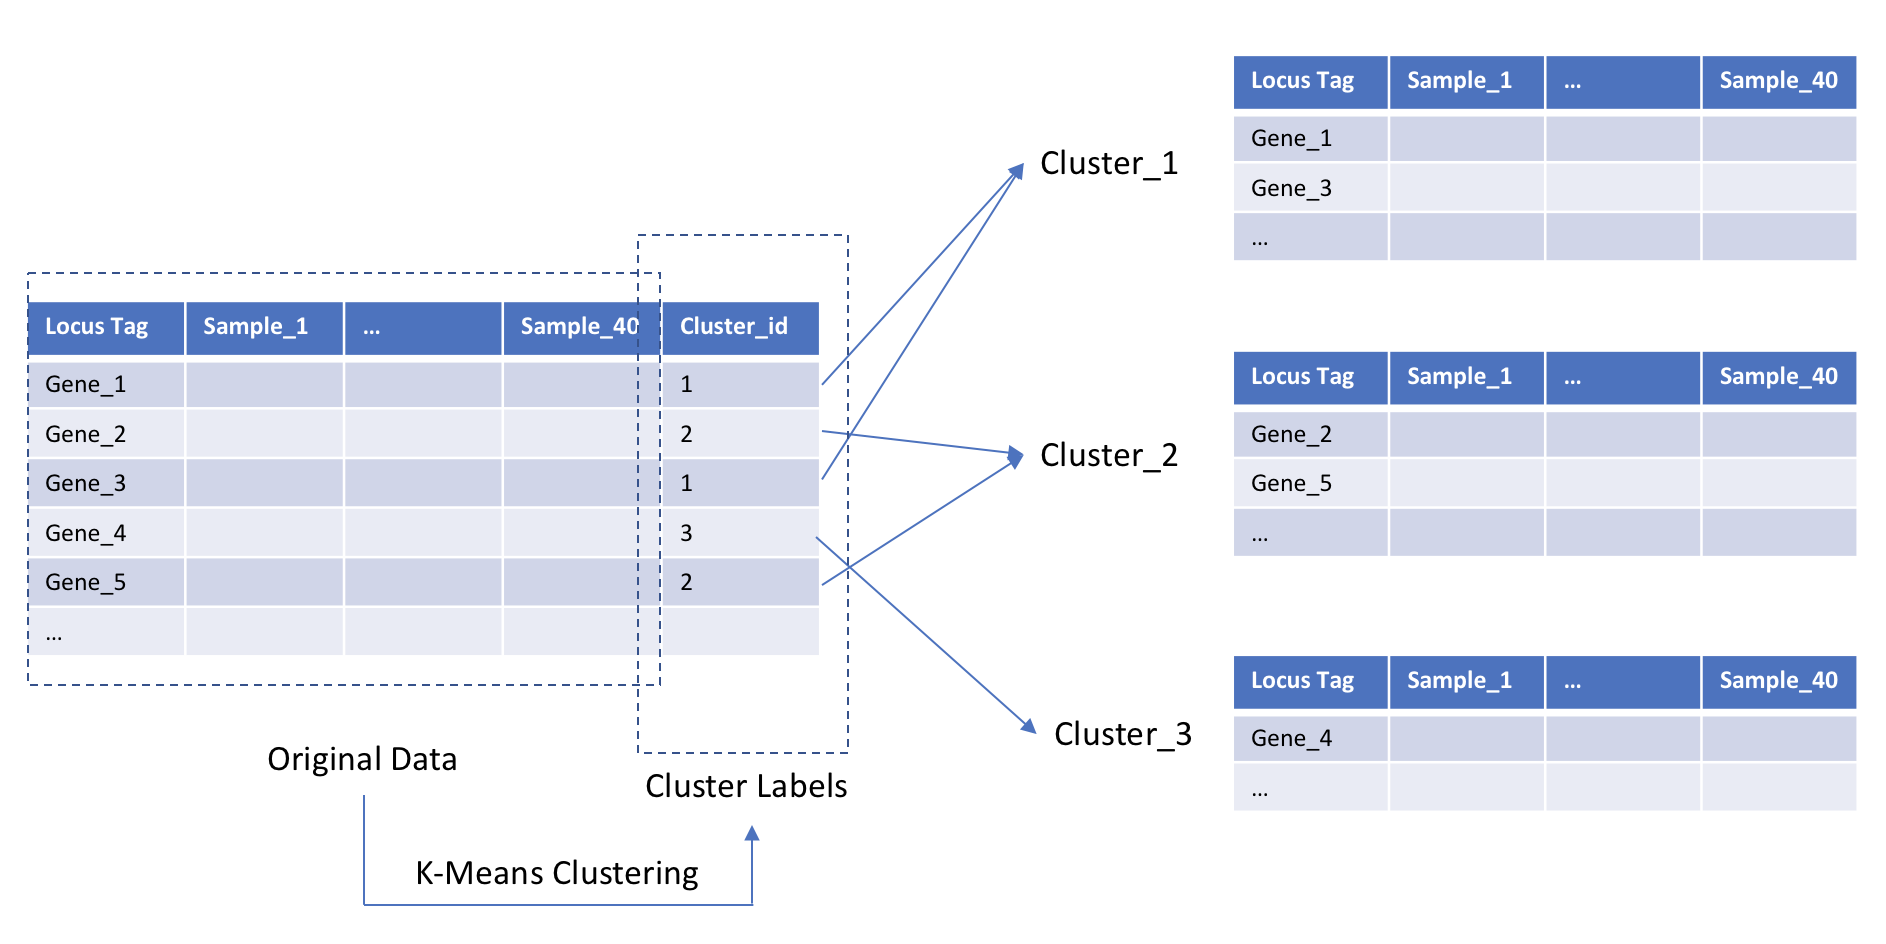 Locus Tag Sample_1 ... Sample_40 Cluster_id
Gene_1 1
Gene_2 2
Gene_3 1
Gene_4 3
Gene_5 2
...
Original Data
Cluster Labels
K-Means Clustering
Cluster_1
Locus Tag Sample_1 ... Sample_40
Gene_1
Gene_3
...
Cluster_2
Locus Tag Sample_1 ... Sample_40
Gene_2
Gene_5
...
Cluster_3
Locus Tag Sample_1 ... Sample_40
Gene_4
...